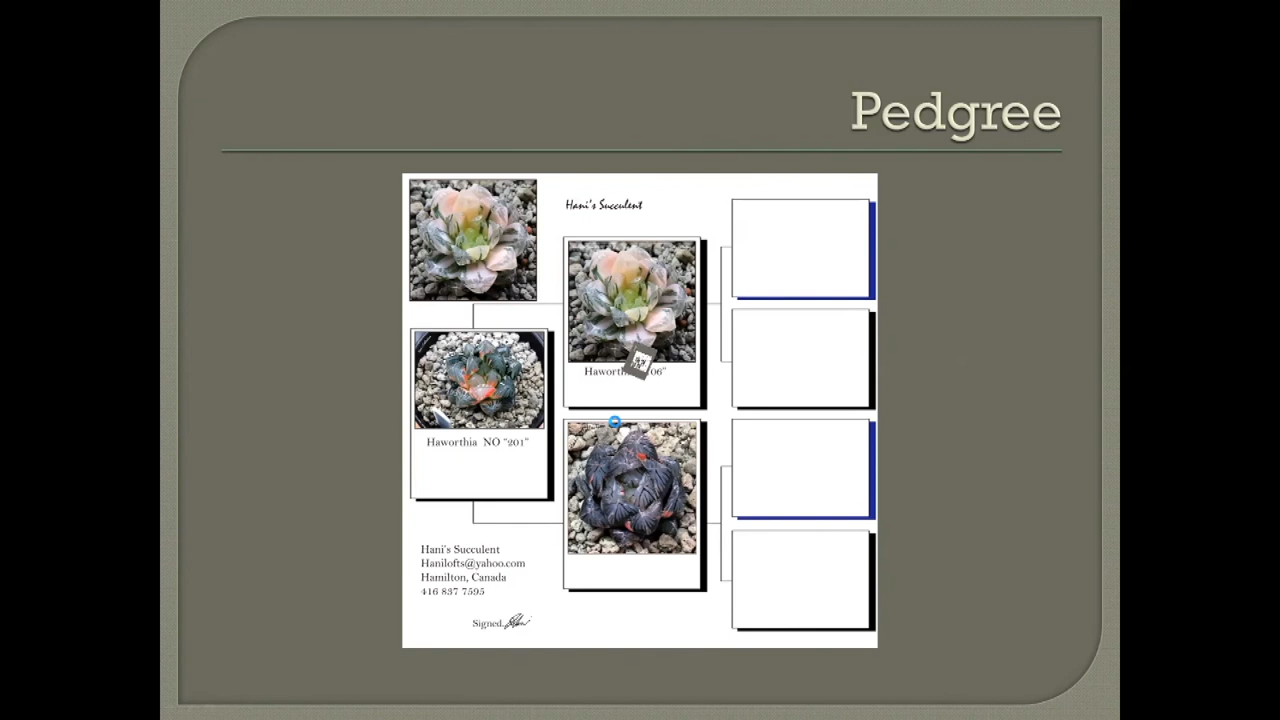 Pedgree
Hani's Succulent
Haworthia NO "201"
Hani's Succulent
Hanilofts@yahoo.com
Hamilton, Canada
416 837 7595
Signed.